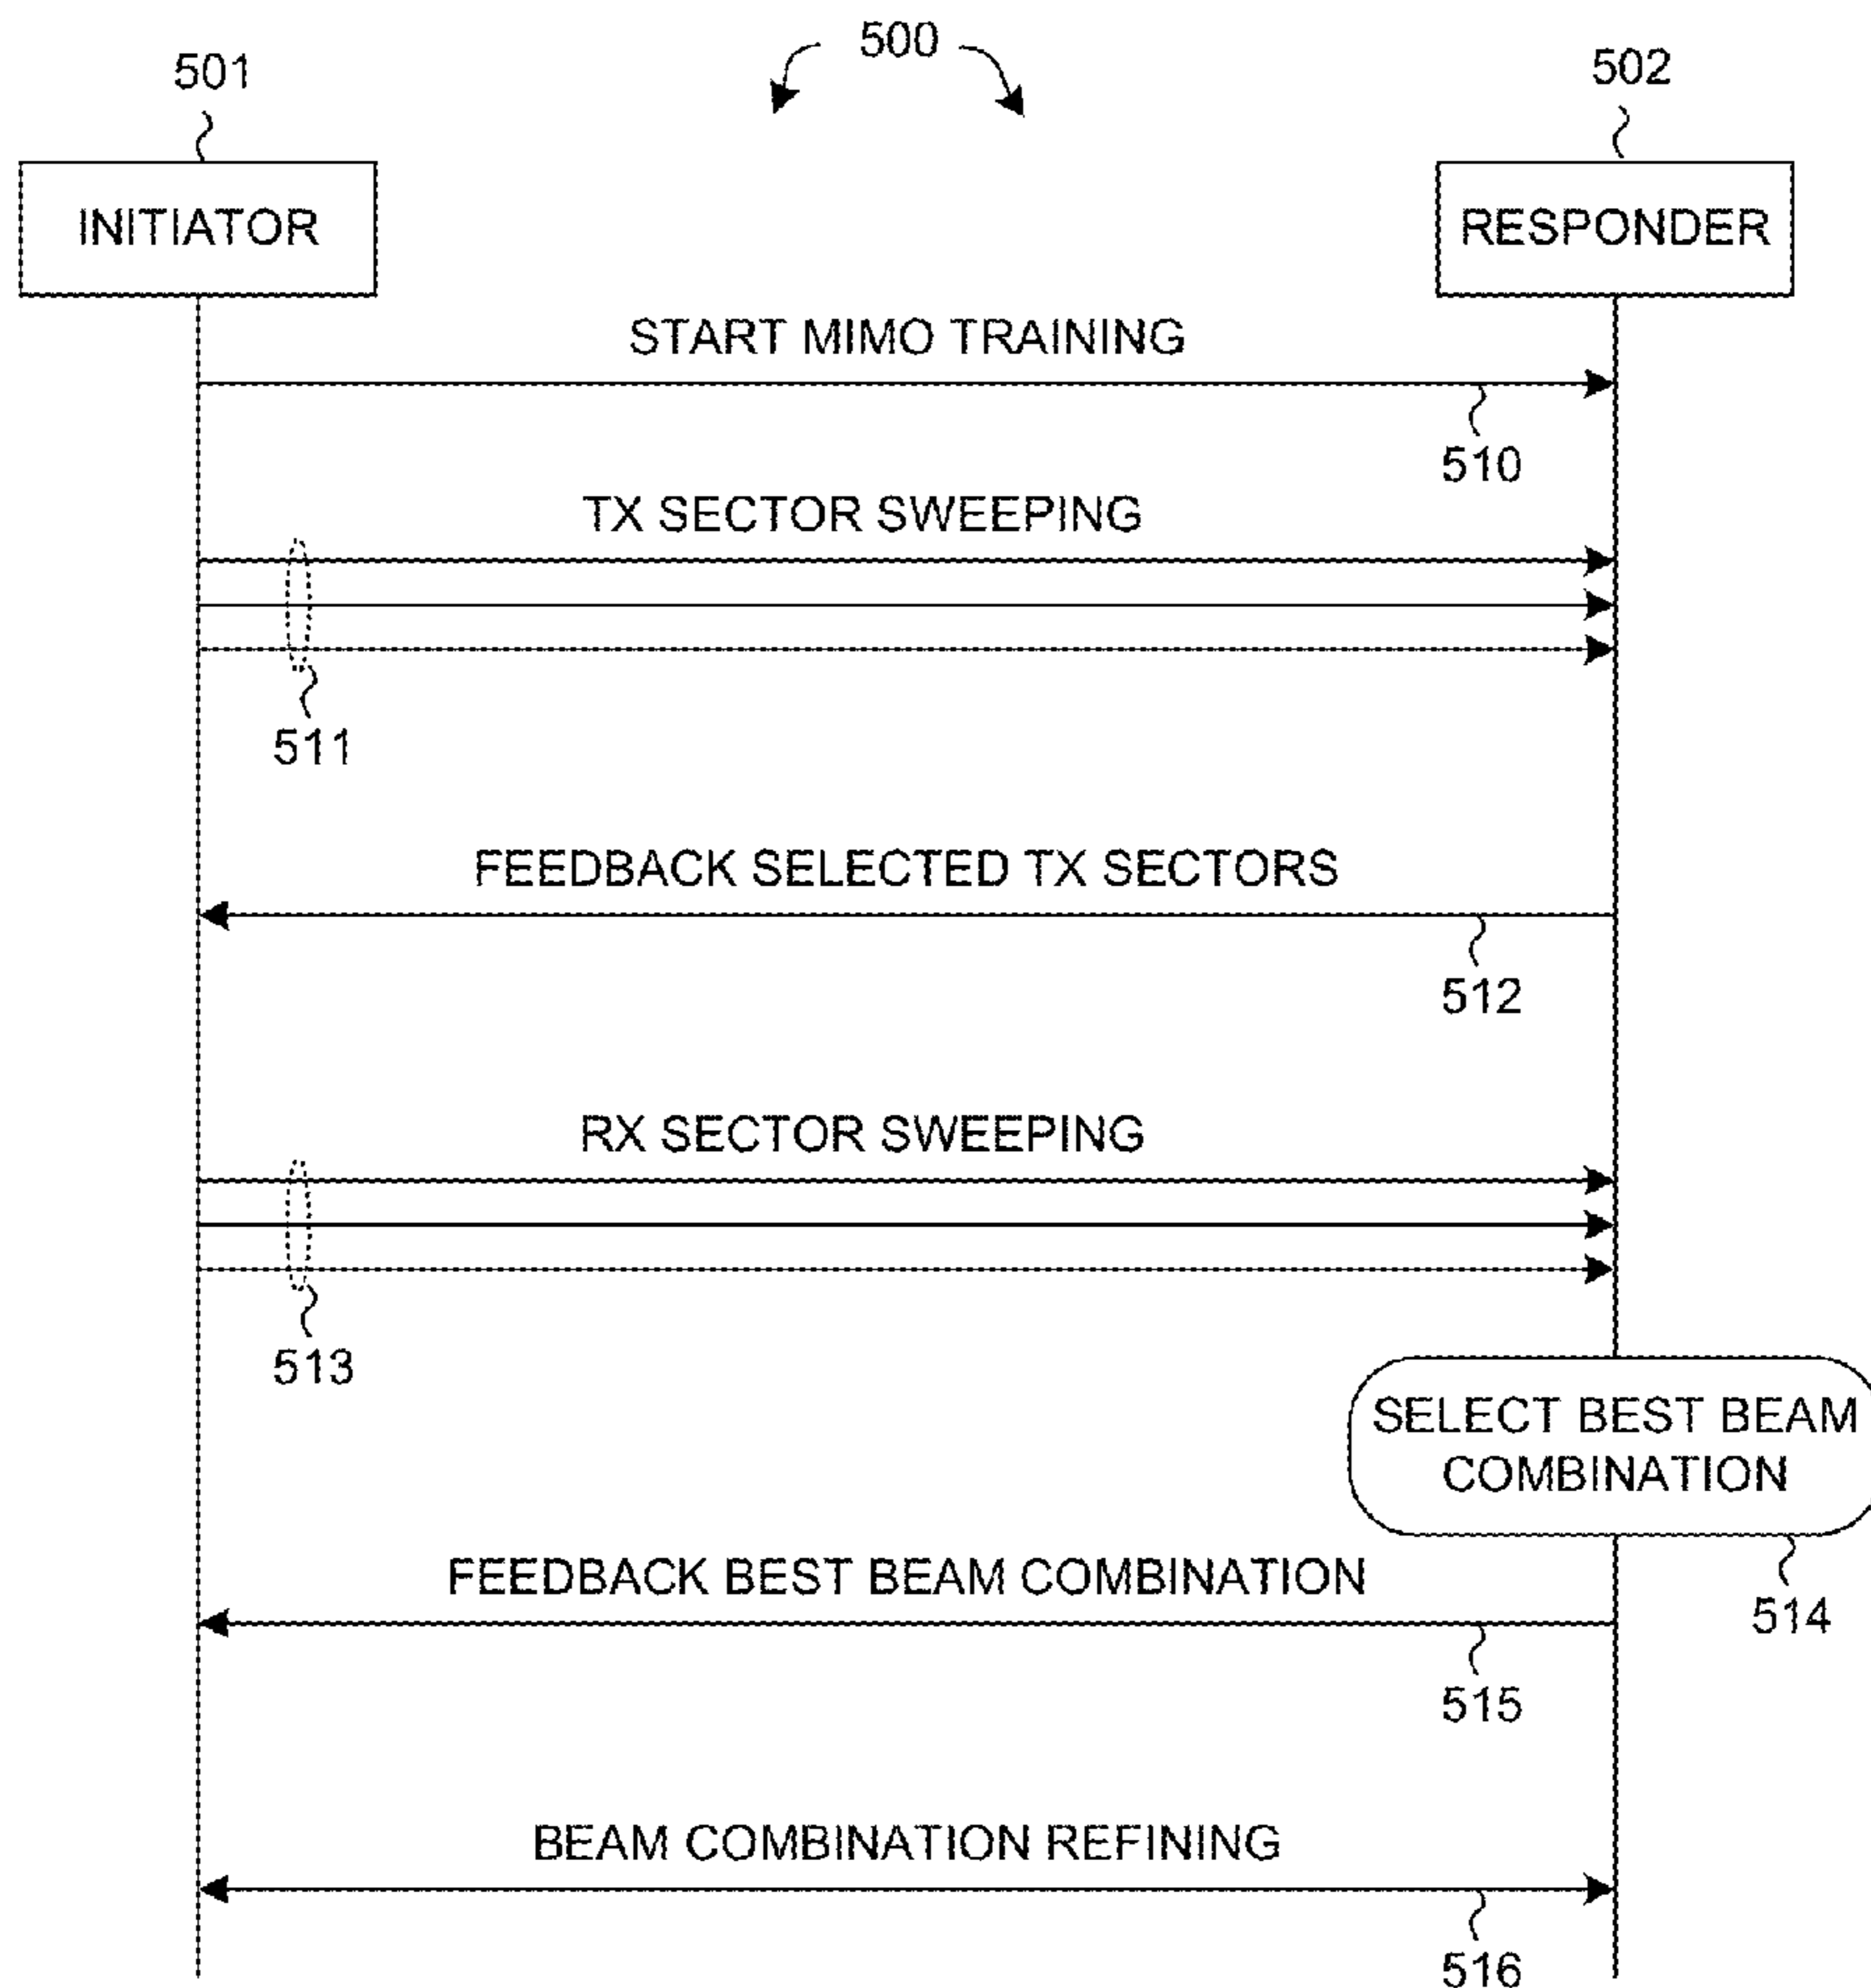 500
501
502
INITIATOR
RESPONDER
START MIMO TRAINING
510
TX SECTOR SWEEPING
511
FEEDBACK SELECTED TX SECTORS
512
RX SECTOR SWEEPING
513
SELECT BEST BEAM
COMBINATION
514
FEEDBACK BEST BEAM COMBINATION
515
BEAM COMBINATION REFINING
516